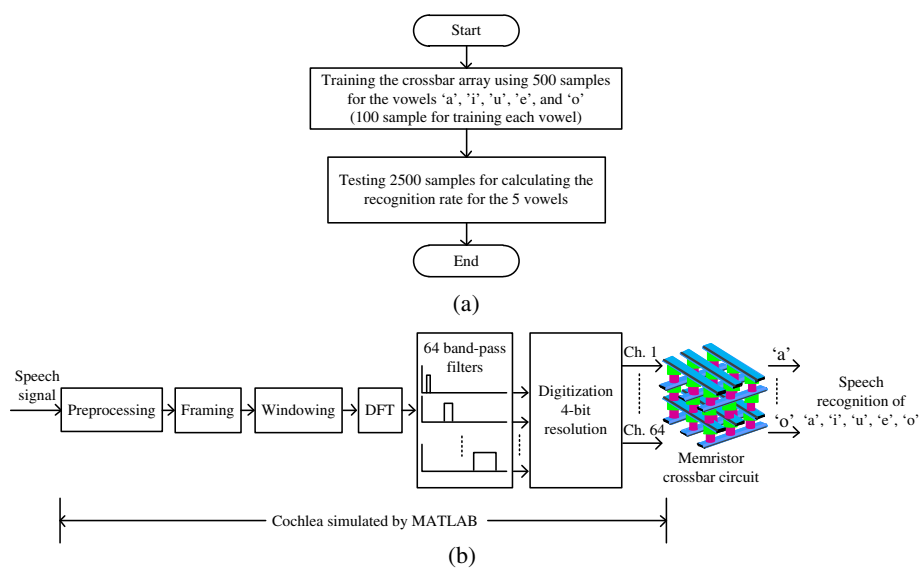 Start
Training the crossbar array using 500 samples
for the vowels ‘a’, ’i’, ’u’, ’e’, and ‘o’
(100 sample for training each vowel)
Testing 2500 samples for calculating the
recognition rate for the 5 vowels
End
(a)
Speech
signal
Preprocessing
Framing
Windowing
DFT
64 band-pass
filters
Digitization
4-bit
resolution
Ch. 1
Ch. 64
Memristor
crossbar circuit
‘a’
‘o’
Speech
recognition of
‘a’, ‘i’, ‘u’, ‘e’, ‘o’
Cochlea simulated by MATLAB
(b)